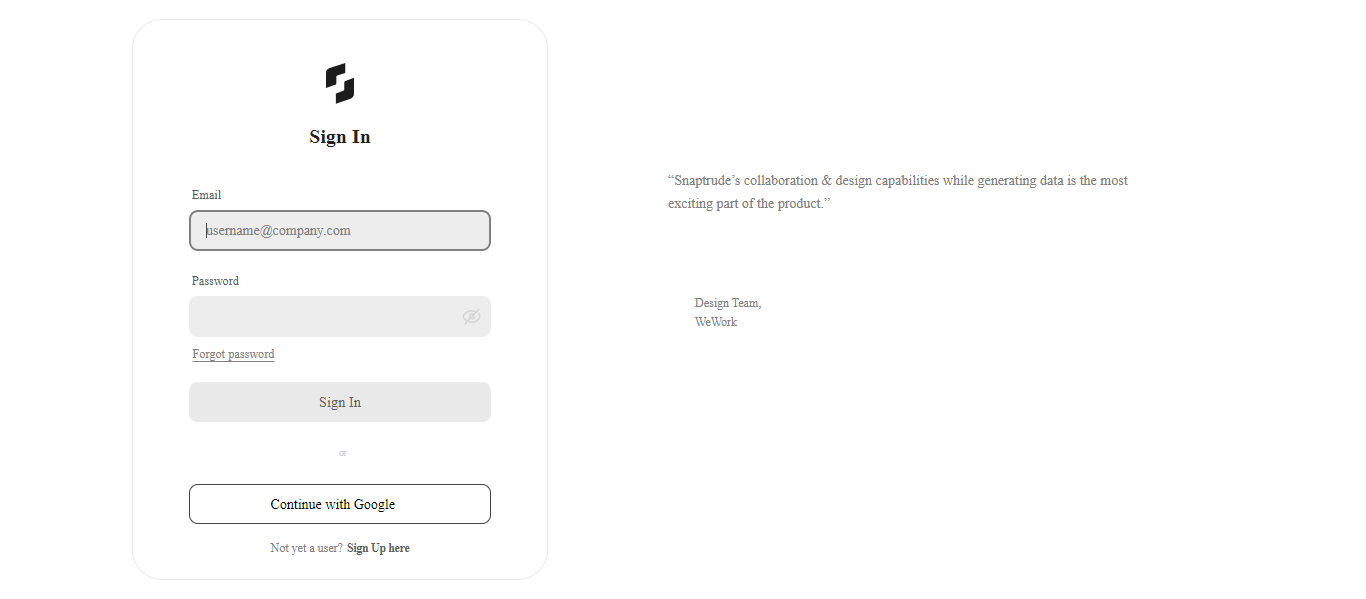 Sign In
Email
username@company.com
Password
Forgot password
Sign In
or
Continue with Google
Not yet a user? Sign Up here
“Snaptrude’s collaboration & design capabilities while generating data is the most
exciting part of the product.”
Design Team,
WeWork